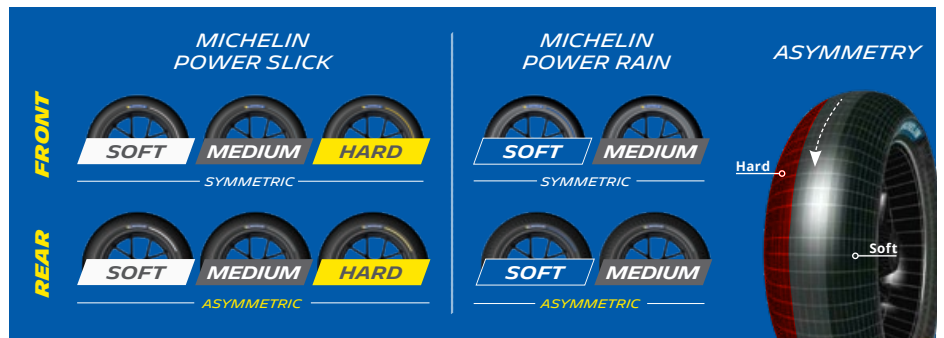 MICHELIN
POWER SLICK
MICHELIN
POWER RAIN
ASYMMETRY
FRONT
SOFT
MEDIUM
HARD
SOFT
MEDIUM
SYMMETRIC
SYMMETRIC
Hard
Soft
REAR
SOFT
MEDIUM
HARD
SOFT
MEDIUM
ASYMMETRIC
ASYMMETRIC